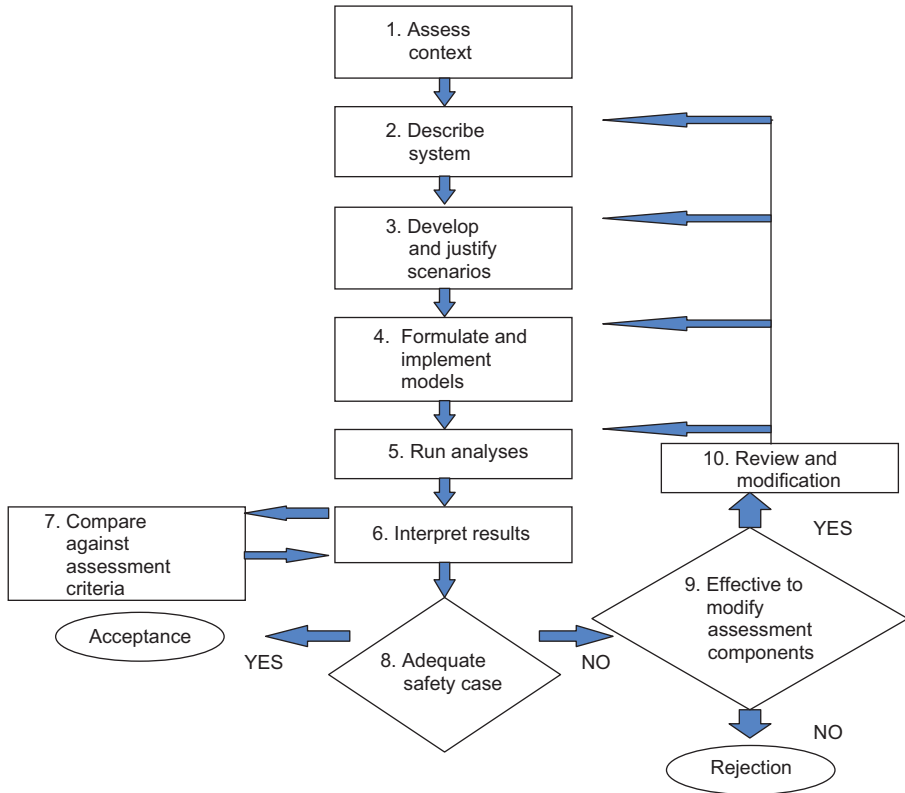 1. Assess
context
2. Describe
system
3. Develop
and justify
scenarios
4. Formulate and
implement
models
5. Run analyses
10. Review and
modification
7. Compare
against
assessment
criteria
6. Interpret results
YES
9. Effective to
modify
assessment
components
Acceptance
YES
8. Adequate
safety case
NO
NO
Rejection